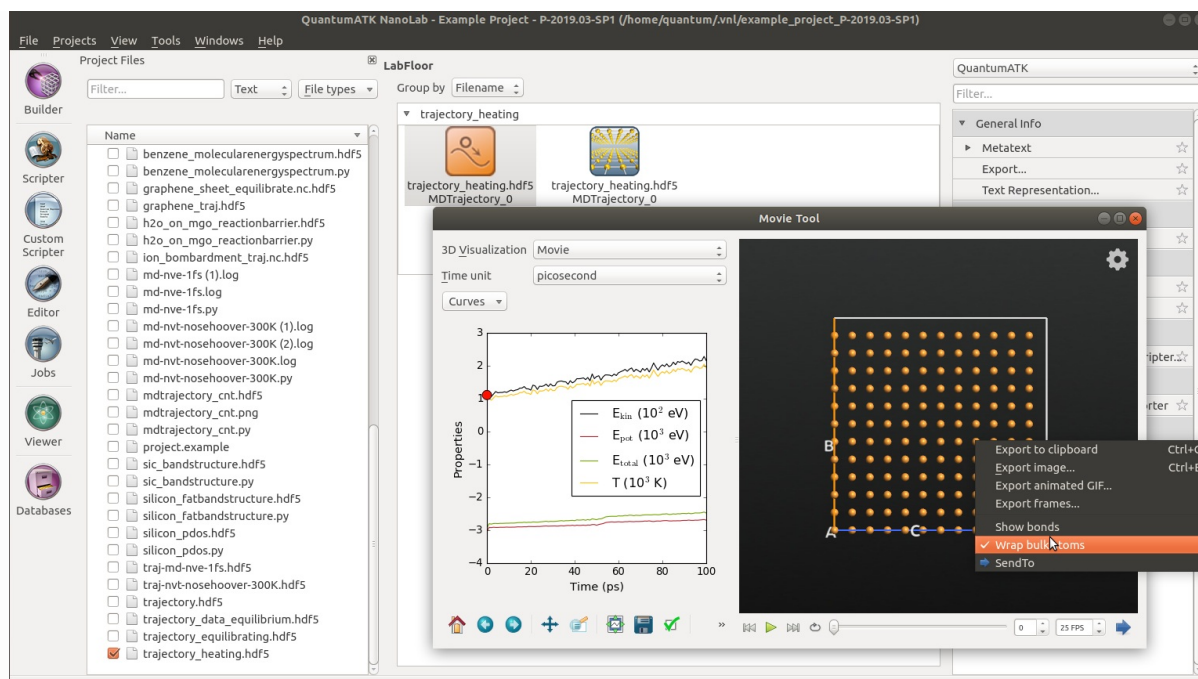 QuantumATK NanoLab - Example Project - P-2019.03-SP1 (/home/quantum/.vnl/example_project_P-2019.03-SP1)
File Projects View Tools Windows Help
Builder
Scripter
Custom
Scripter
Editor
Jobs
Viewer
Databases
Project Files
Filter... Text File types
Name
benzene_molecularenergyspectrum.hdf5
benzene_molecularenergyspectrum.py
graphene_sheet_equilibrate.nc.hdf5
graphene_traj.hdf5
h2o_on_mgo_reactionbarrier.hdf5
h2o_on_mgo_reactionbarrier.py
ion_bombardment_traj.nc.hdf5
md-nve-1fs (1).log
md-nve-1fs.log
md-nve-1fs.py
md-nvt-nosehoover-300K (1).log
md-nvt-nosehoover-300K (2).log
md-nvt-nosehoover-300K.log
md-nvt-nosehoover-300K.py
mdtrajectory_cnt.hdf5
mdtrajectory_cnt.png
mdtrajectory_cnt.py
project.example
sic_bandstructure.hdf5
sic_bandstructure.py
silicon_fatbandstructure.hdf5
silicon_fatbandstructure.py
silicon_pdos.hdf5
silicon_pdos.py
traj-md-nve-1fs.hdf5
traj-nvt-nosehoover-300K.hdf5
trajectory.hdf5
trajectory_data_equilibrium.hdf5
trajectory_equilibrating.hdf5
trajectory_heating.hdf5
LabFloor
Group by Filename
trajectory_heating
trajectory_heating.hdf5
MDTrajectory_0
trajectory_heating.hdf5
MDTrajectory_0
Movie Tool
3D Visualization Movie
Time unit picosecond
Curves
3
2
1
0
−1
−2
−3
−4
Properties
E_kin (10² eV)
E_pot (10³ eV)
E_total (10³ eV)
T (10³ K)
0 20 40 60 80 100
Time (ps)
»
B
A C
0 25 FPS
Export to clipboard
Export image...
Export animated GIF...
Export frames...
Show bonds
Wrap bulk atoms
SendTo
QuantumATK
Filter...
General Info
Metatext
Export...
Text Representation...